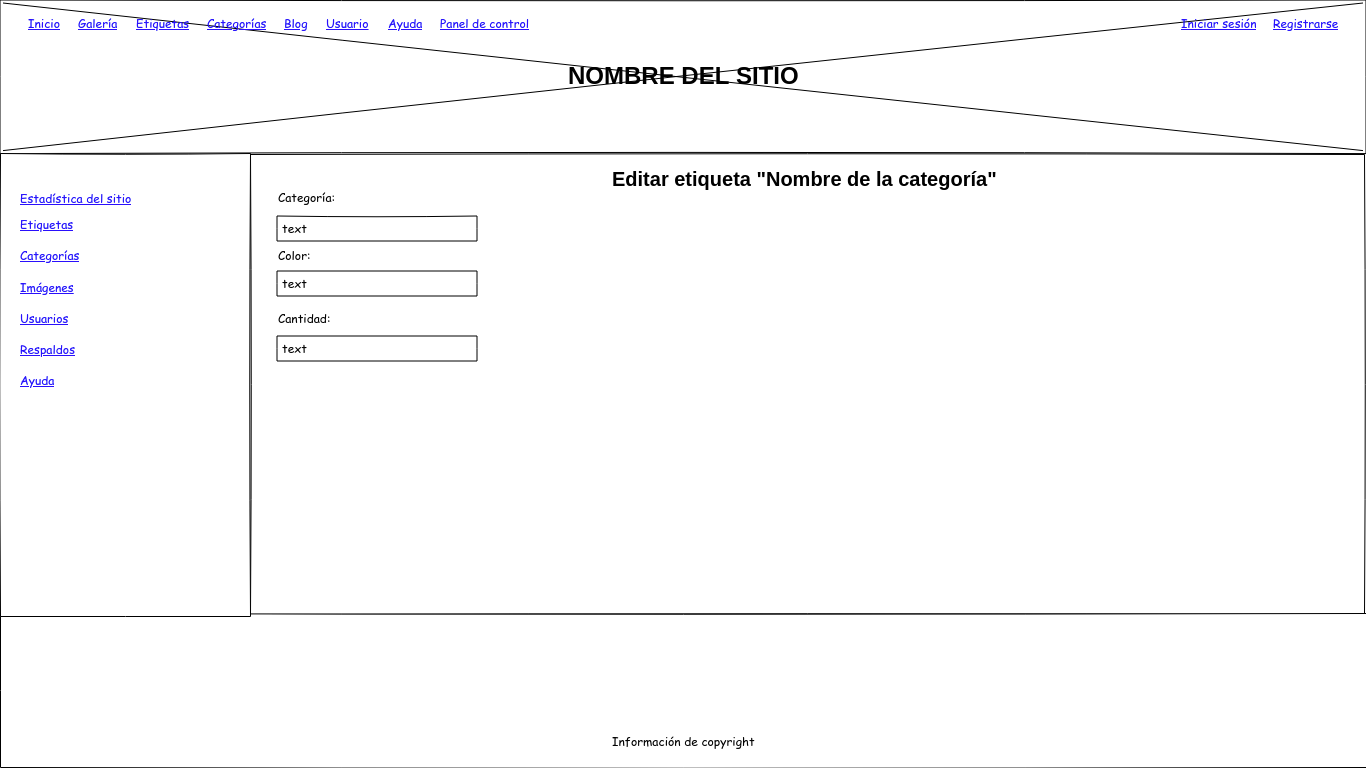 Inicio Galería Etiquetas Categorías Blog Usuario Ayuda Panel de control Iniciar sesión Registrarse
NOMBRE DEL SITIO
Estadística del sitio
Etiquetas
Categorías
Imágenes
Usuarios
Respaldos
Ayuda
Editar etiqueta "Nombre de la categoría"
Categoría:
text
Color:
text
Cantidad:
text
Información de copyright